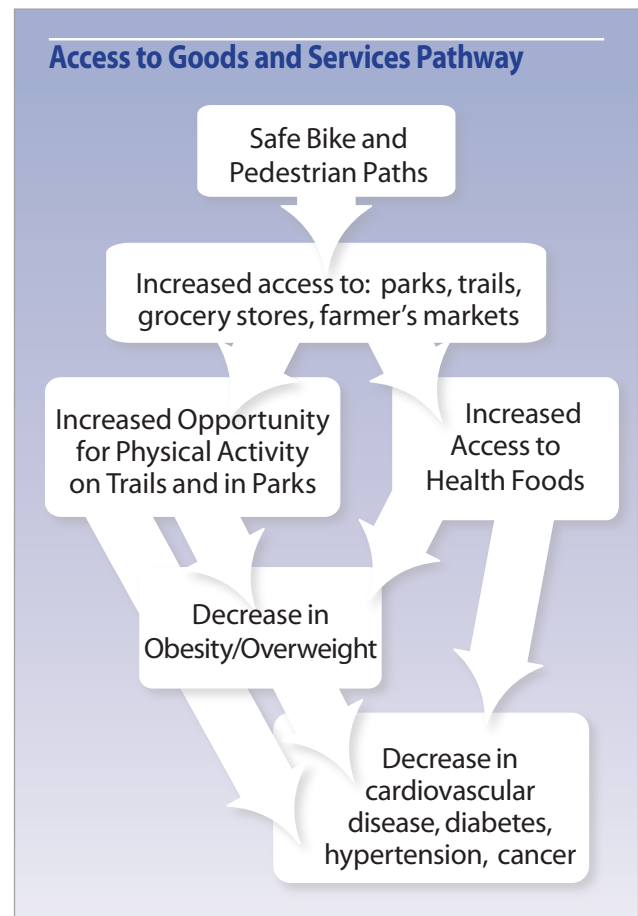 Access to Goods and Services Pathway
Safe Bike and
Pedestrian Paths
Increased access to: parks, trails,
grocery stores, farmer's markets
Increased Opportunity
for Physical Activity
on Trails and in Parks
Increased
Access to
Health Foods
Decrease in
Obesity/Overweight
Decrease in
cardiovascular
disease, diabetes,
hypertension, cancer